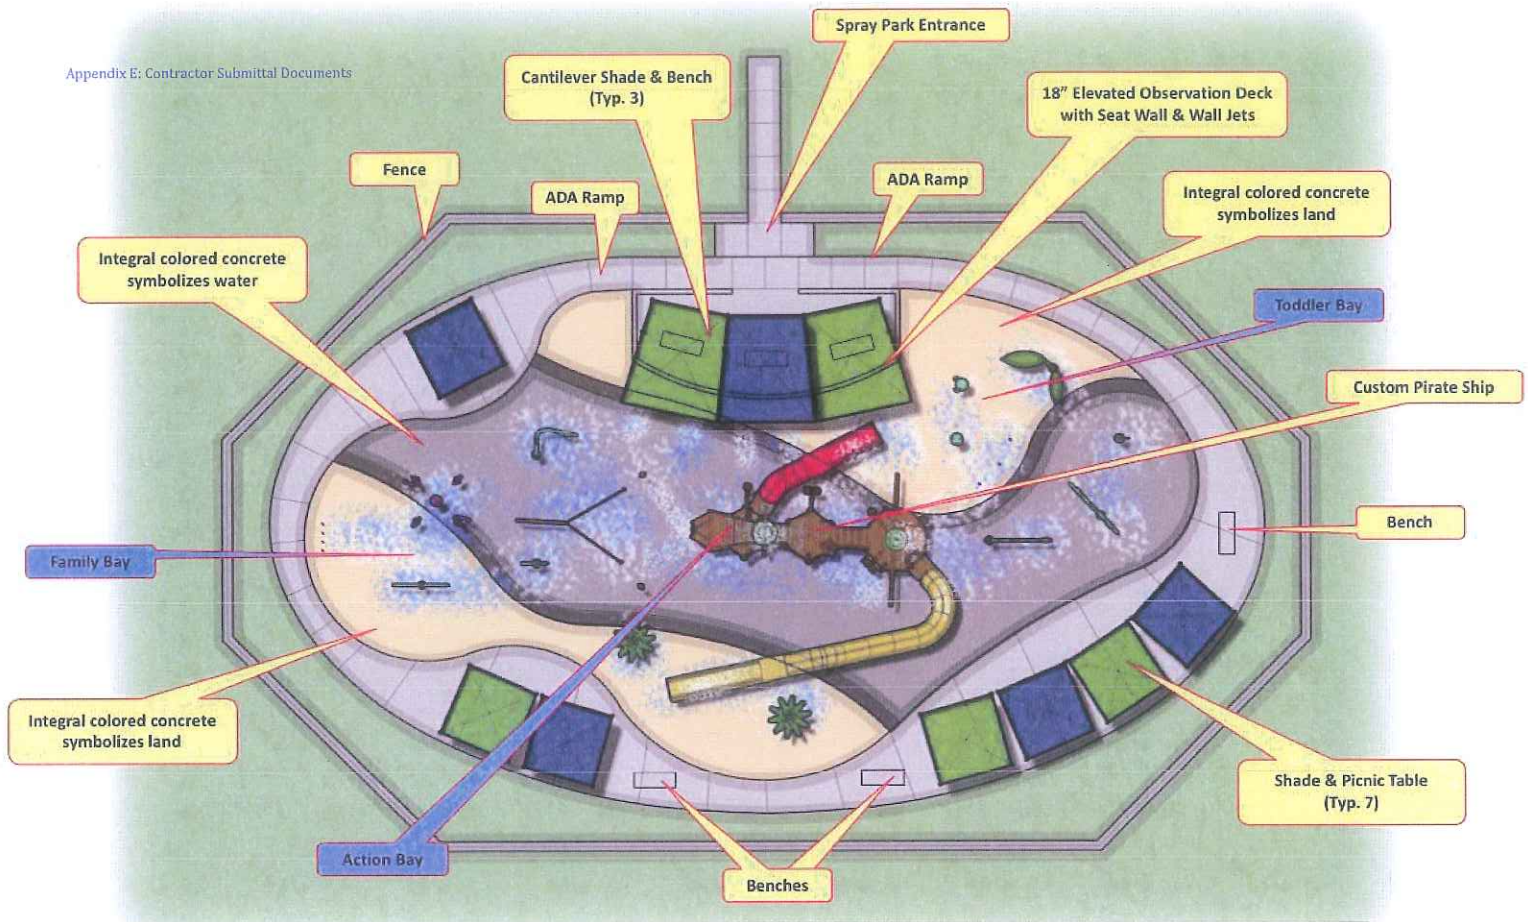 Spray Park Entrance
Appendix E: Contractor Submittal Documents
Cantilever Shade & Bench
(Typ. 3)
18" Elevated Observation Deck
with Seat Wall & Wall Jets
Fence
ADA Ramp
ADA Ramp
Integral colored concrete
symbolizes land
Integral colored concrete
symbolizes water
Toddler Bay
Custom Pirate Ship
Bench
Family Bay
Integral colored concrete
symbolizes land
Shade & Picnic Table
(Typ. 7)
Action Bay
Benches